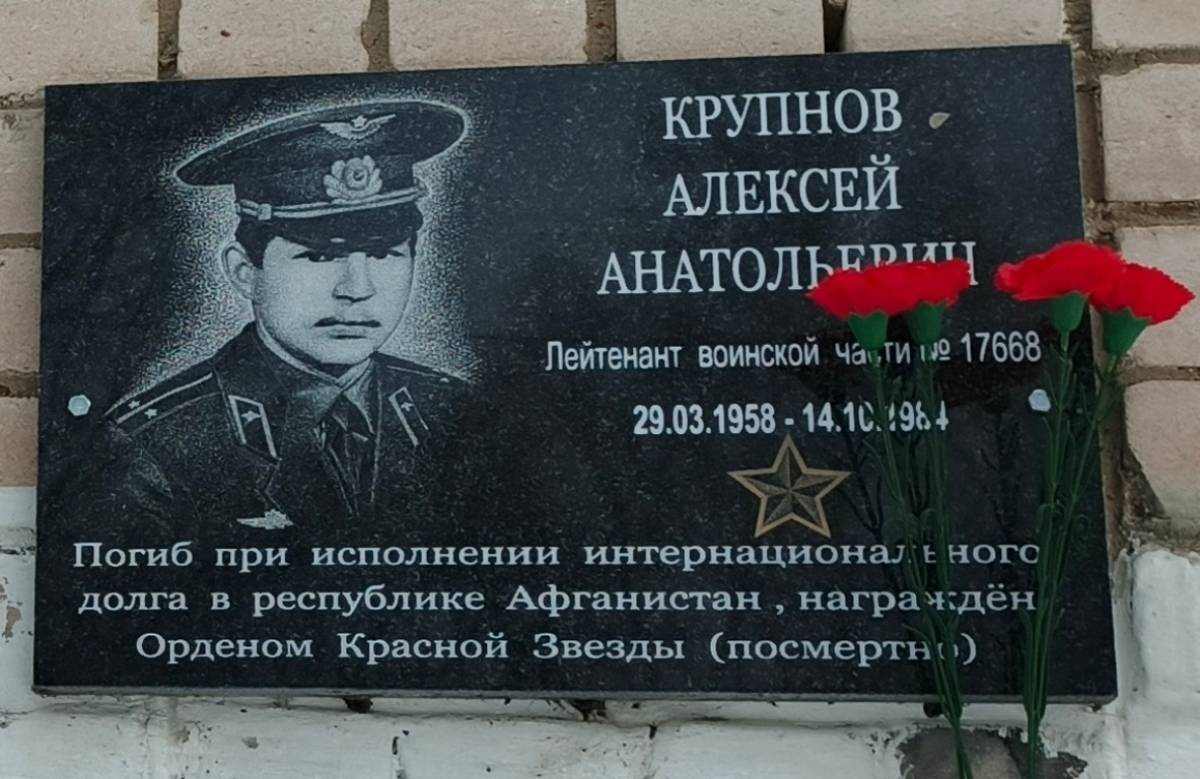 КРУПНОВ
АЛЕКСЕЙ
АНАТОЛЬЕВИЧ
Лейтенант воинской части № 17668
29.03.1958 - 14.10.1984
Погиб при исполнении интернационального
долга в республике Афганистан , награждён
Орденом Красной Звезды (посмертно)